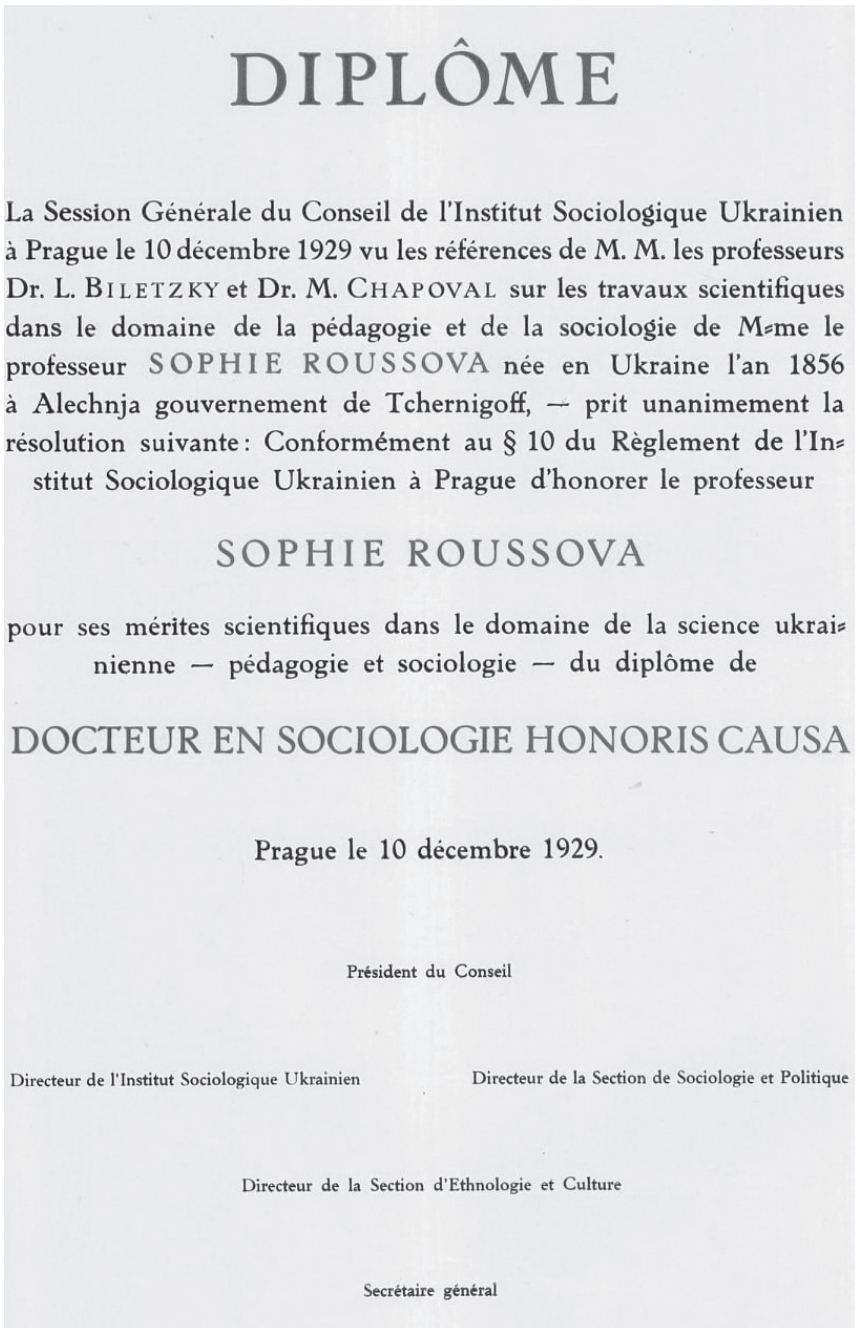 DIPLÔME
La Session Générale du Conseil de l'Institut Sociologique Ukrainien
à Prague le 10 décembre 1929 vu les références de M. M. les professeurs
Dr. L. BILETZKY et Dr. M. CHAPOVAL sur les travaux scientifiques
dans le domaine de la pédagogie et de la sociologie de M⸗me le
professeur SOPHIE ROUSSOVA née en Ukraine l'an 1856
à Alechnja gouvernement de Tchernigoff, — prit unanimement la
résolution suivante: Conformément au § 10 du Règlement de l'In⸗
stitut Sociologique Ukrainien à Prague d'honorer le professeur
SOPHIE ROUSSOVA
pour ses mérites scientifiques dans le domaine de la science ukrai⸗
nienne — pédagogie et sociologie — du diplôme de
DOCTEUR EN SOCIOLOGIE HONORIS CAUSA
Prague le 10 décembre 1929.
Président du Conseil
Directeur de l'Institut Sociologique Ukrainien Directeur de la Section de Sociologie et Politique
Directeur de la Section d'Ethnologie et Culture
Secrétaire général